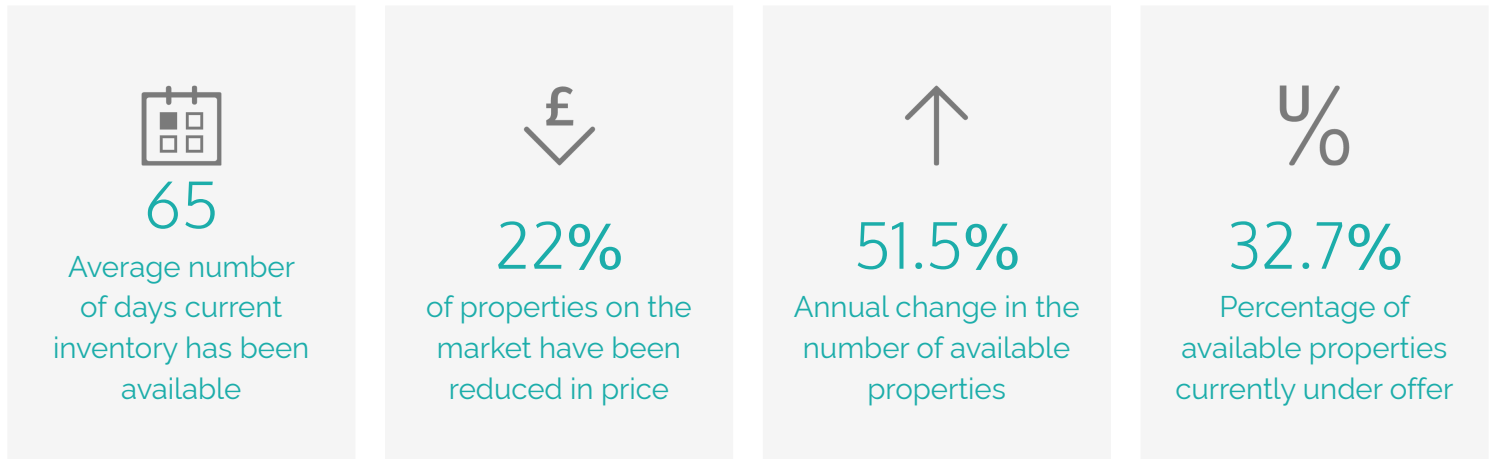 65
Average number
of days current
inventory has been
available
£
22%
of properties on the
market have been
reduced in price
51.5%
Annual change in the
number of available
properties
U/O
32.7%
Percentage of
available properties
currently under offer